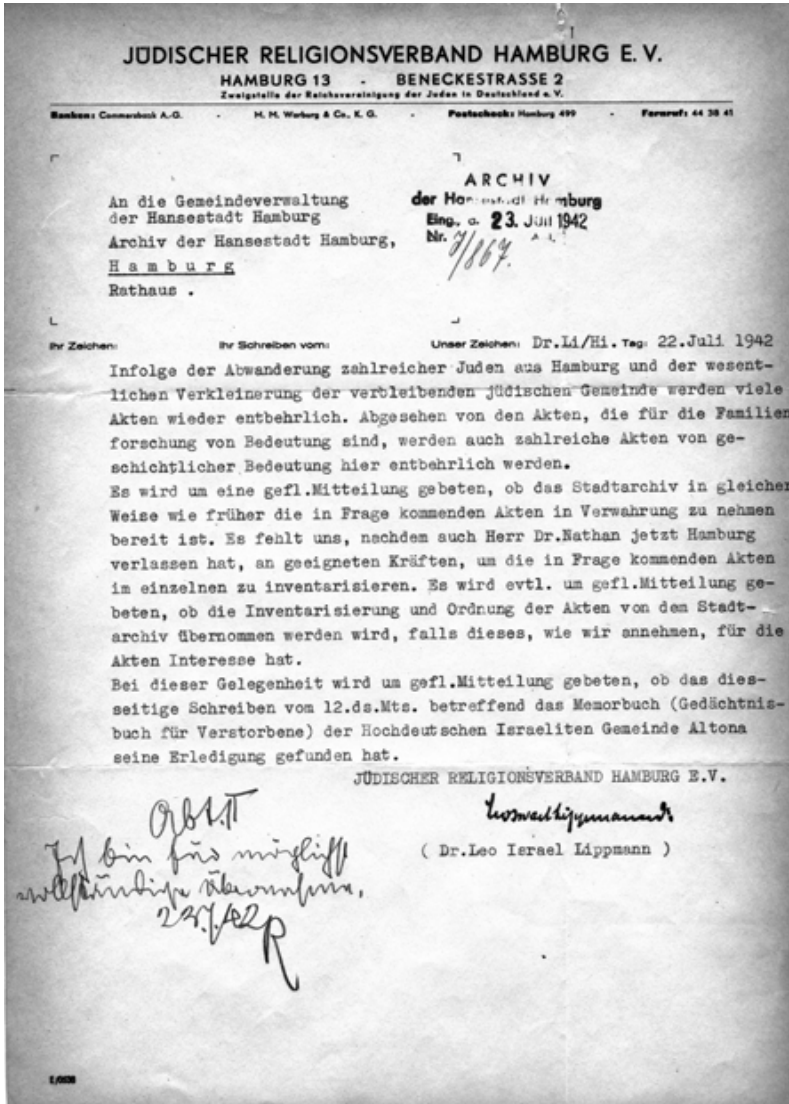 JÜDISCHER RELIGIONSVERBAND HAMBURG E. V.
HAMBURG 13 - BENECKESTRASSE 2
Zweigstelle der Reichsvereinigung der Juden in Deutschland e. V.
Banken: Commerzbank A.-G. - M. M. Warburg & Co., K. G. - Postscheck: Hamburg 499 - Fernruf: 44 38 41
ARCHIV
der Hansestadt Hamburg
Eing. a. 23. Juli 1942
Nr. 7/867.
An die Gemeindeverwaltung
der Hansestadt Hamburg
Archiv der Hansestadt Hamburg,
Hamburg
Rathaus .
Ihr Zeichen: Ihr Schreiben vom: Unser Zeichen: Dr.Li/Hi. Tag: 22.Juli 1942
Infolge der Abwanderung zahlreicher Juden aus Hamburg und der wesent-
lichen Verkleinerung der verbleibenden jüdischen Gemeinde werden viele
Akten wieder entbehrlich. Abgesehen von den Akten, die für die Familien
forschung von Bedeutung sind, werden auch zahlreiche Akten von ge-
schichtlicher Bedeutung hier entbehrlich werden.
Es wird um eine gefl.Mitteilung gebeten, ob das Stadtarchiv in gleicher
Weise wie früher die in Frage kommenden Akten in Verwahrung zu nehmen
bereit ist. Es fehlt uns, nachdem auch Herr Dr.Nathan jetzt Hamburg
verlassen hat, an geeigneten Kräften, um die in Frage kommenden Akten
im einzelnen zu inventarisieren. Es wird evtl. um gefl.Mitteilung ge-
beten, ob die Inventarisierung und Ordnung der Akten von dem Stadt-
archiv übernommen werden wird, falls dieses, wie wir annehmen, für die
Akten Interesse hat.
Bei dieser Gelegenheit wird um gefl.Mitteilung gebeten, ob das dies-
seitige Schreiben vom 12.ds.Mts. betreffend das Memorbuch (Gedächtnis-
buch für Verstorbene) der Hochdeutschen Israeliten Gemeinde Altona
seine Erledigung gefunden hat.
JÜDISCHER RELIGIONSVERBAND HAMBURG E.V.
( Dr.Leo Israel Lippmann )
Abt. II
Ich bin für möglichst
vollständige Übernahme.
23/7.42 R